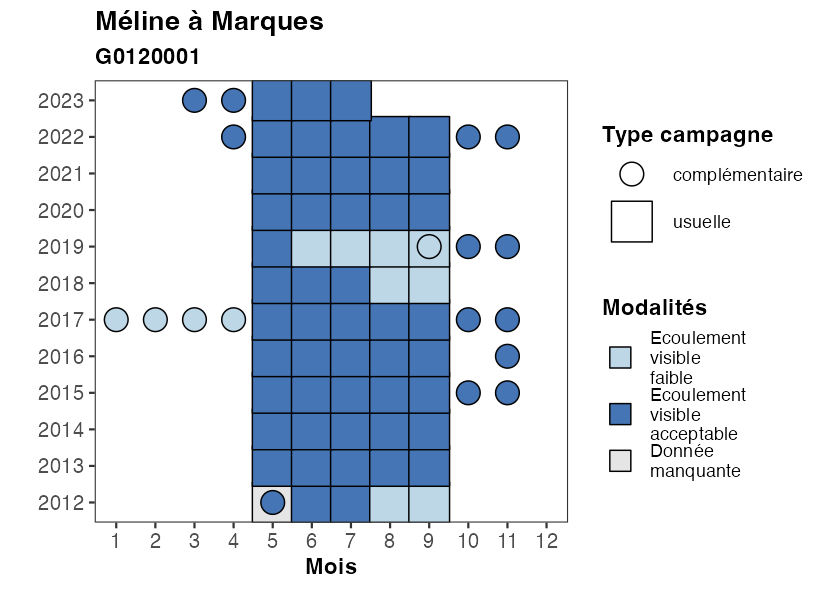 Méline à Marques
G0120001
2023
2022
2021
2020
2019
2018
2017
2016
2015
2014
2013
2012
1 2 3 4 5 6 7 8 9 10 11 12
Mois
Type campagne
complémentaire
usuelle
Modalités
Ecoulement
visible
faible
Ecoulement
visible
acceptable
Donnée
manquante